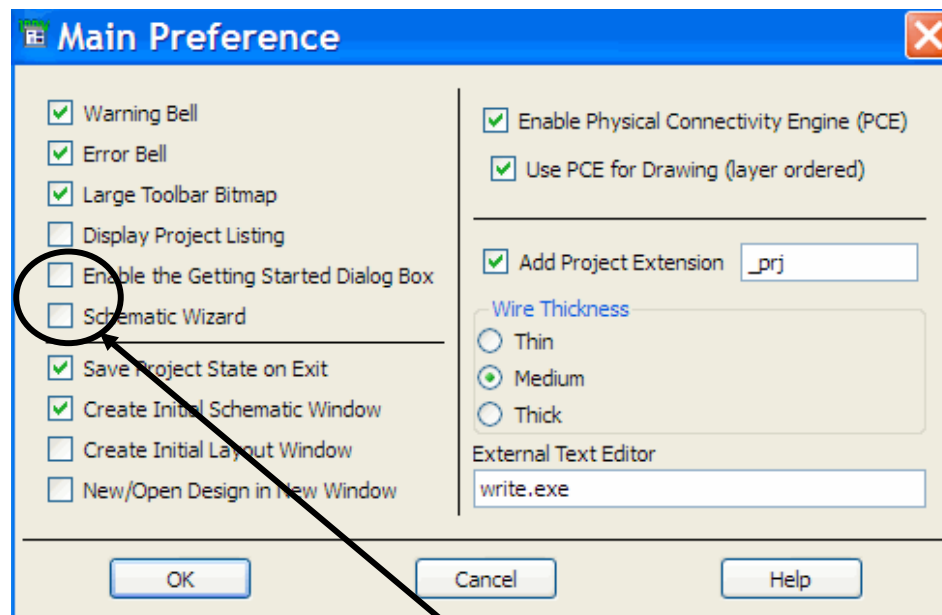 Main Preference
Warning Bell
Error Bell
Large Toolbar Bitmap
Display Project Listing
Enable the Getting Started Dialog Box
Schematic Wizard
Save Project State on Exit
Create Initial Schematic Window
Create Initial Layout Window
New/Open Design in New Window
Enable Physical Connectivity Engine (PCE)
Use PCE for Drawing (layer ordered)
Add Project Extension _prj
Wire Thickness
Thin
Medium
Thick
External Text Editor
write.exe
OK Cancel Help